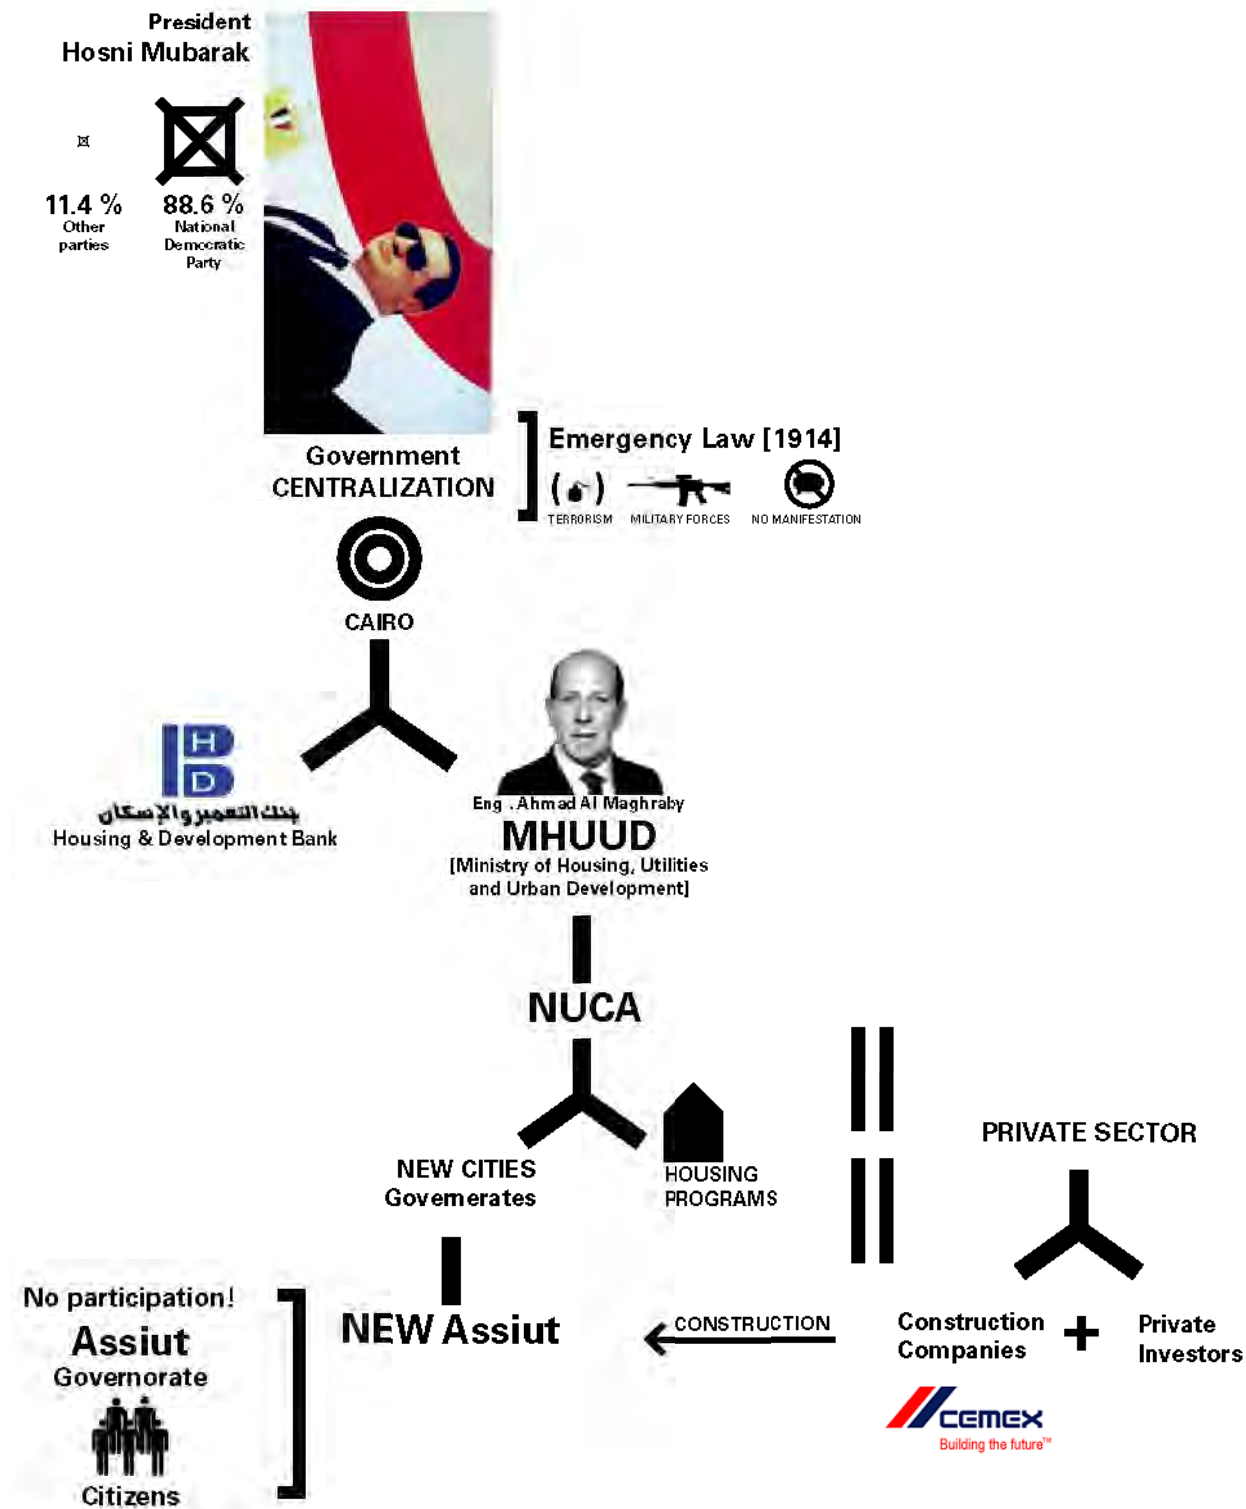 President
Hosni Mubarak
11.4 %
Other
parties
88.6 %
National
Democratic
Party
Government
CENTRALIZATION
Emergency Law [1914]
TERRORISM
MILITARY FORCES
NO MANIFESTATION
CAIRO
H
B
D
بنك التعمير والإسكان
Housing & Development Bank
Eng . Ahmad Al Maghraby
MHUUD
[Ministry of Housing, Utilities
and Urban Development]
NUCA
NEW CITIES
Governerates
HOUSING
PROGRAMS
PRIVATE SECTOR
No participation!
Assiut
Governorate
Citizens
NEW Assiut
CONSTRUCTION
Construction
Companies
+
Private
Investors
CEMEX
Building the future™